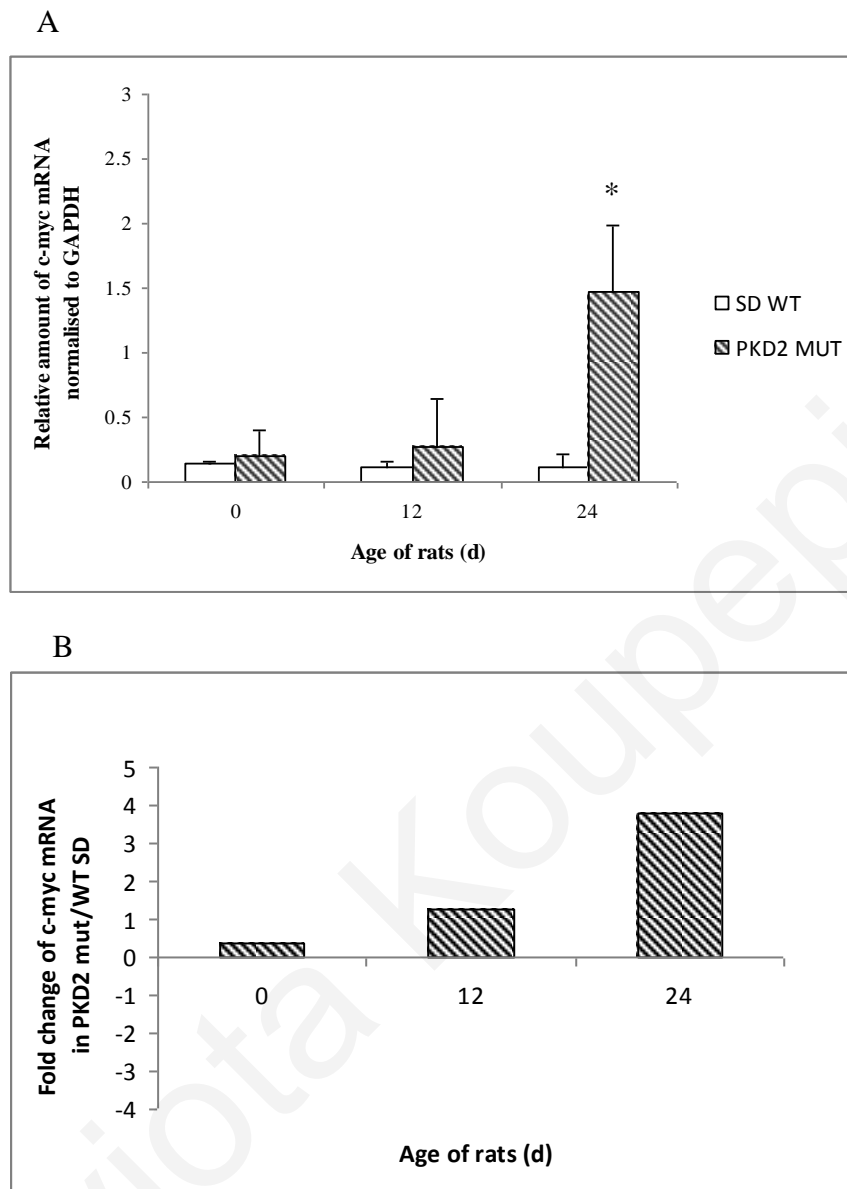 A
3
2.5
2
1.5
1
0.5
0
Relative amount of c-myc mRNA
normalised to GAPDH
*
0 12 24
Age of rats (d)
SD WT
PKD2 MUT
B
5
4
3
2
1
0
-1
-2
-3
-4
Fold change of c-myc mRNA
in PKD2 mut/WT SD
0 12 24
Age of rats (d)